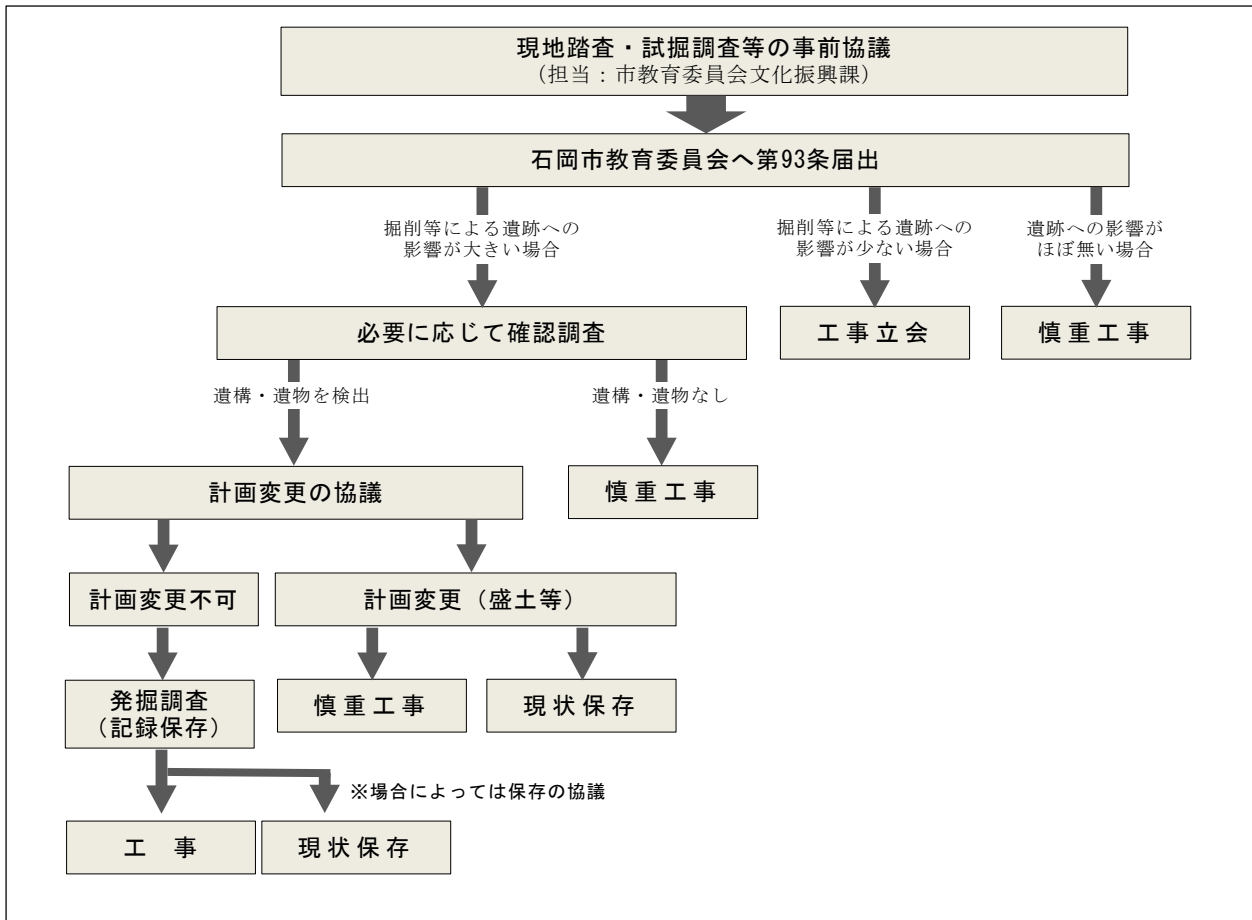 現地踏査・試掘調査等の事前協議
（担当：市教育委員会文化振興課）
石岡市教育委員会へ第93条届出
掘削等による遺跡への
影響が大きい場合
掘削等による遺跡への
影響が少ない場合
遺跡への影響が
ほぼ無い場合
必要に応じて確認調査
工事立会
慎重工事
遺構・遺物を検出
遺構・遺物なし
計画変更の協議
慎重工事
計画変更不可
計画変更（盛土等）
発掘調査
（記録保存）
慎重工事
現状保存
※場合によっては保存の協議
工　事
現状保存